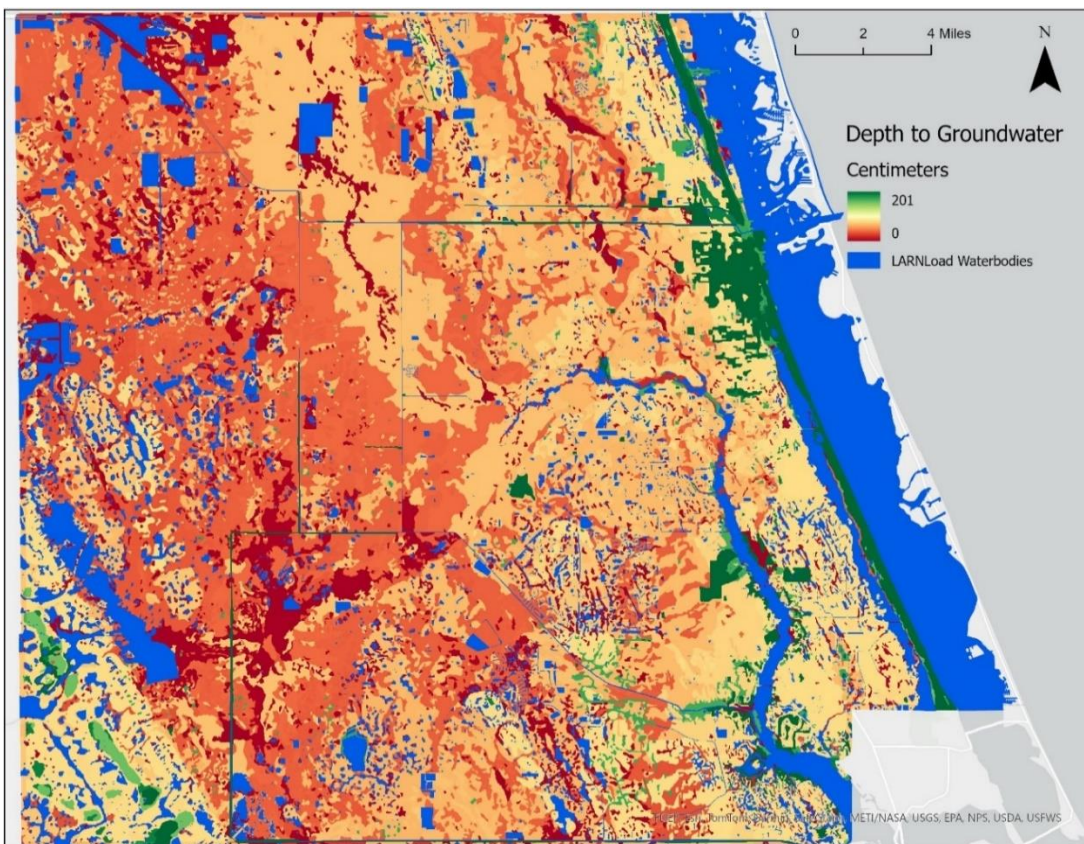 0 2 4 Miles
N
Depth to Groundwater
Centimeters
201
0
LARNLoad Waterbodies
METI/NASA, USGS, EPA, NPS, USDA, USFWS